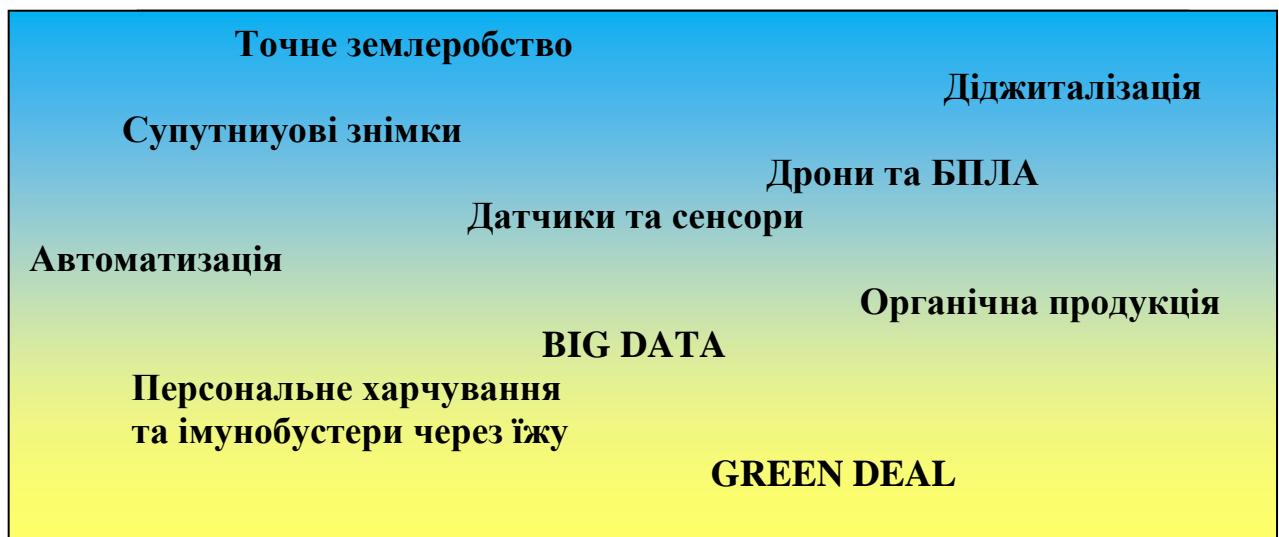 Точне землеробство
Діджиталізація
Супутниуові знімки
Дрони та БПЛА
Датчики та сенсори
Автоматизація
Органічна продукція
BIG DATA
Персональне харчування
та імунобустери через їжу
GREEN DEAL